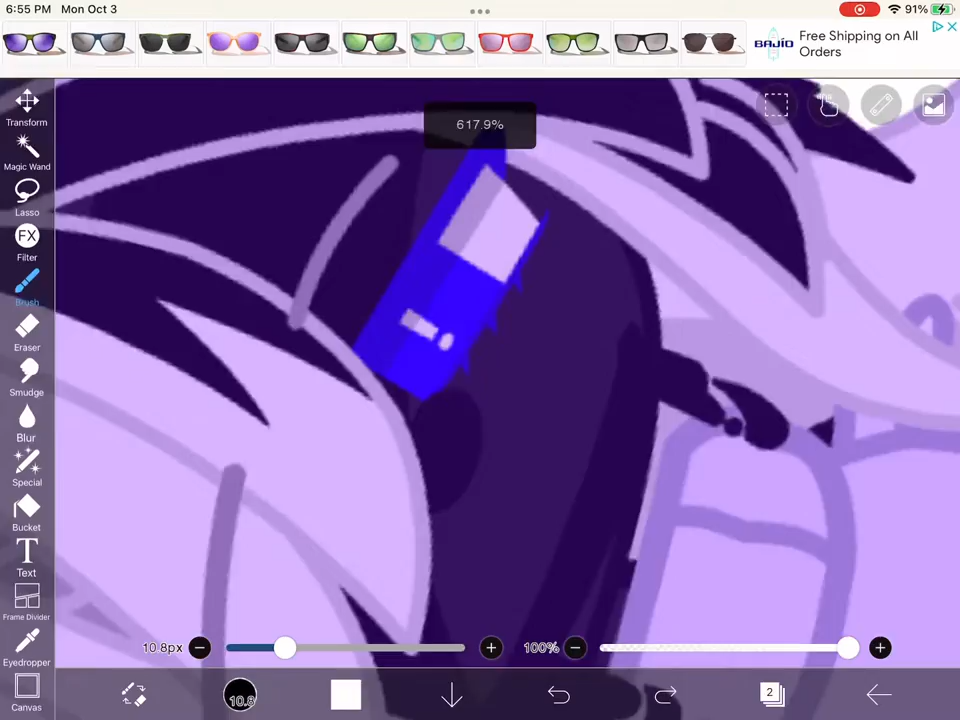 6:55 PM Mon Oct 3
91%
BAJÍO
Free Shipping on All
Orders
617.9%
Transform
Magic Wand
Lasso
FX
Filter
Brush
Eraser
Smudge
Blur
Special
Bucket
T
Text
Frame Divider
Eyedropper
Canvas
10.8px
100%
10.8
2